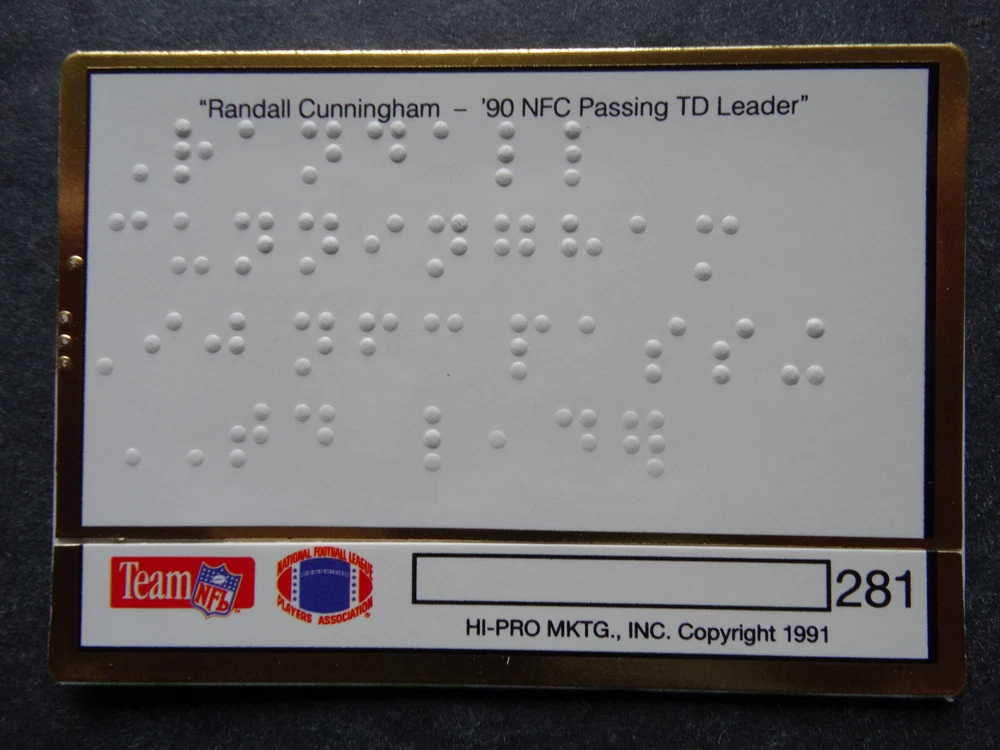 "Randall Cunningham – '90 NFC Passing TD Leader"
⠠⠗⠁⠝⠙⠁⠇⠇
⠉⠥⠝⠝⠊⠝⠛⠓⠁⠍
⠠⠊⠚ ⠝⠋⠉ ⠏⠁⠎⠎⠬
⠠⠠⠞⠙ ⠇⠂⠙⠻
Team NFL
NATIONAL FOOTBALL LEAGUE
PLAYERS ASSOCIATION
281
HI-PRO MKTG., INC. Copyright 1991